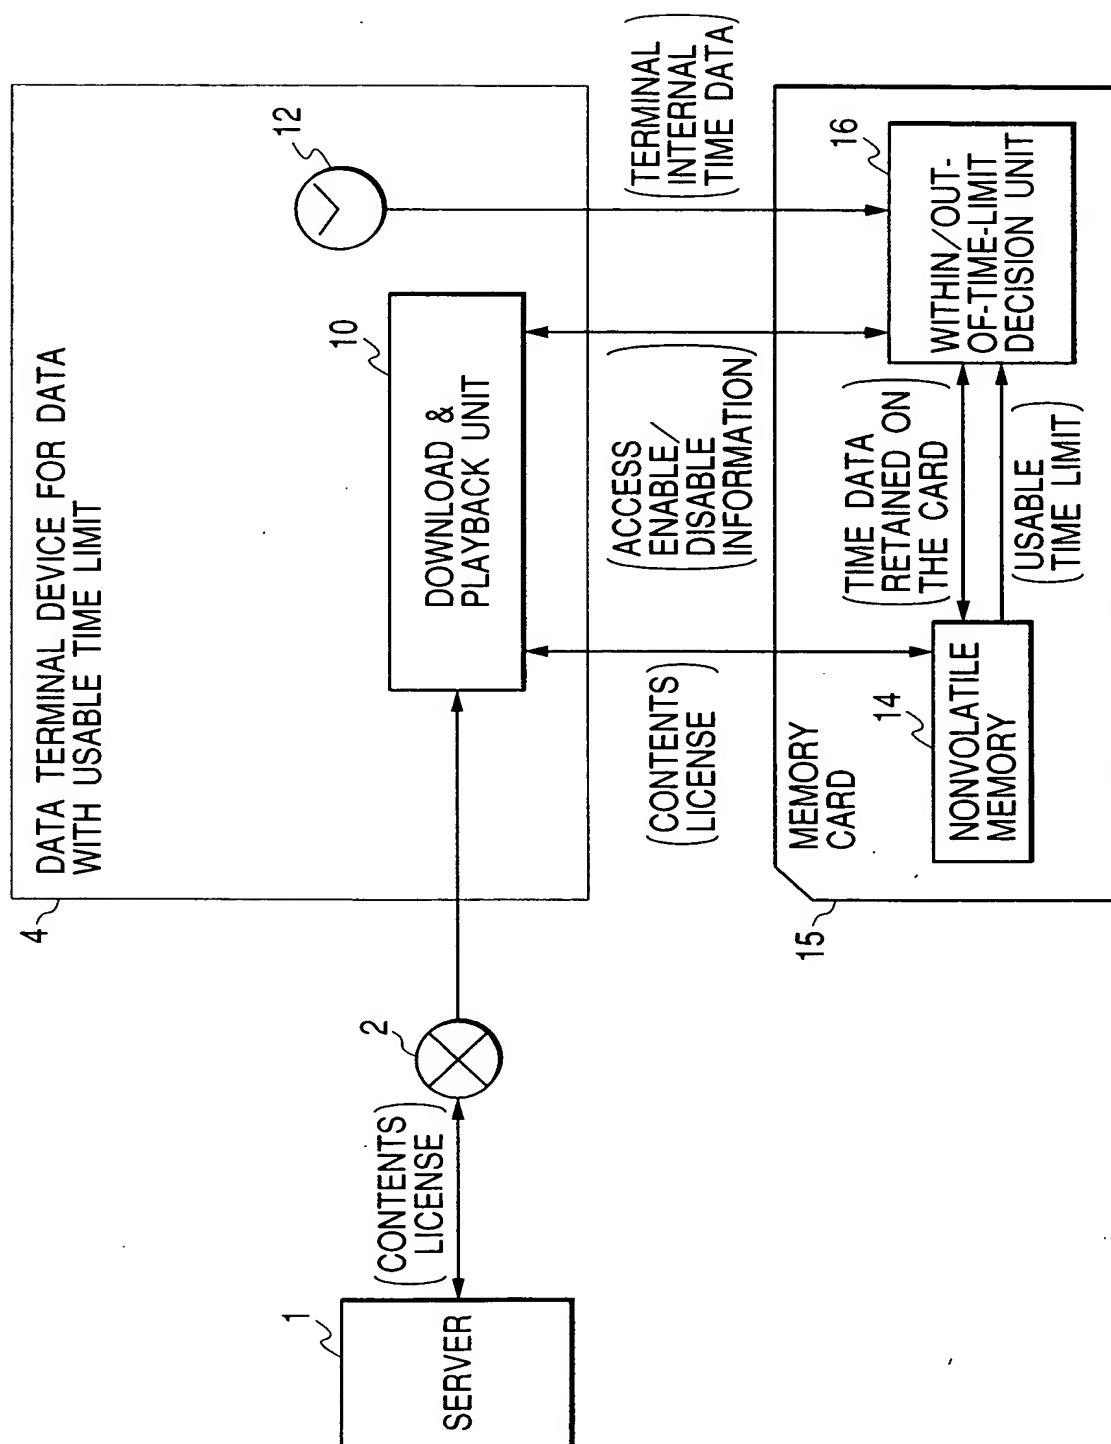 DATA TERMINAL DEVICE FOR DATA
WITH USABLE TIME LIMIT
4
12
10
DOWNLOAD &
PLAYBACK UNIT
1
SERVER
(CONTENTS
LICENSE)
2
(CONTENTS
LICENSE)
(ACCESS
ENABLE/
DISABLE
INFORMATION)
(TERMINAL
INTERNAL
TIME DATA)
15
MEMORY
CARD
14
NONVOLATILE
MEMORY
(TIME DATA
RETAINED ON
THE CARD)
(USABLE
TIME LIMIT)
16
WITHIN/OUT-
OF-TIME-LIMIT
DECISION UNIT